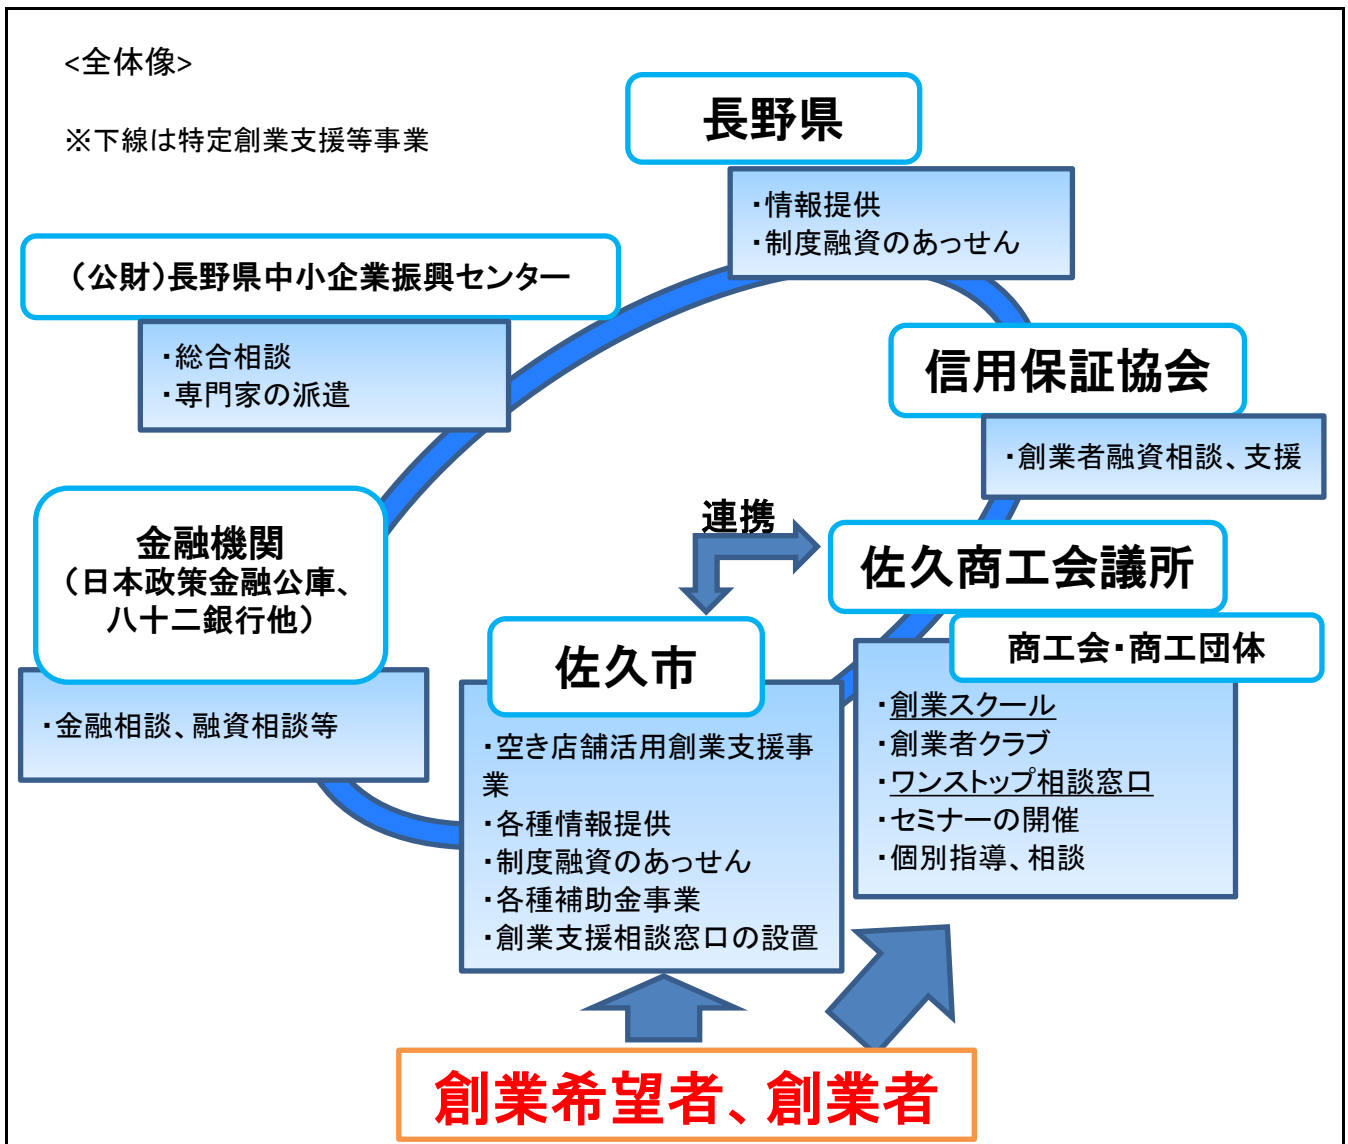 <全体像>
※下線は特定創業支援等事業
長野県
・情報提供
・制度融資のあっせん
（公財）長野県中小企業振興センター
・総合相談
・専門家の派遣
信用保証協会
・創業者融資相談、支援
金融機関
（日本政策金融公庫、
八十二銀行他）
・金融相談、融資相談等
連携
佐久商工会議所
商工会・商工団体
・創業スクール
・創業者クラブ
・ワンストップ相談窓口
・セミナーの開催
・個別指導、相談
佐久市
・空き店舗活用創業支援事
業
・各種情報提供
・制度融資のあっせん
・各種補助金事業
・創業支援相談窓口の設置
創業希望者、創業者